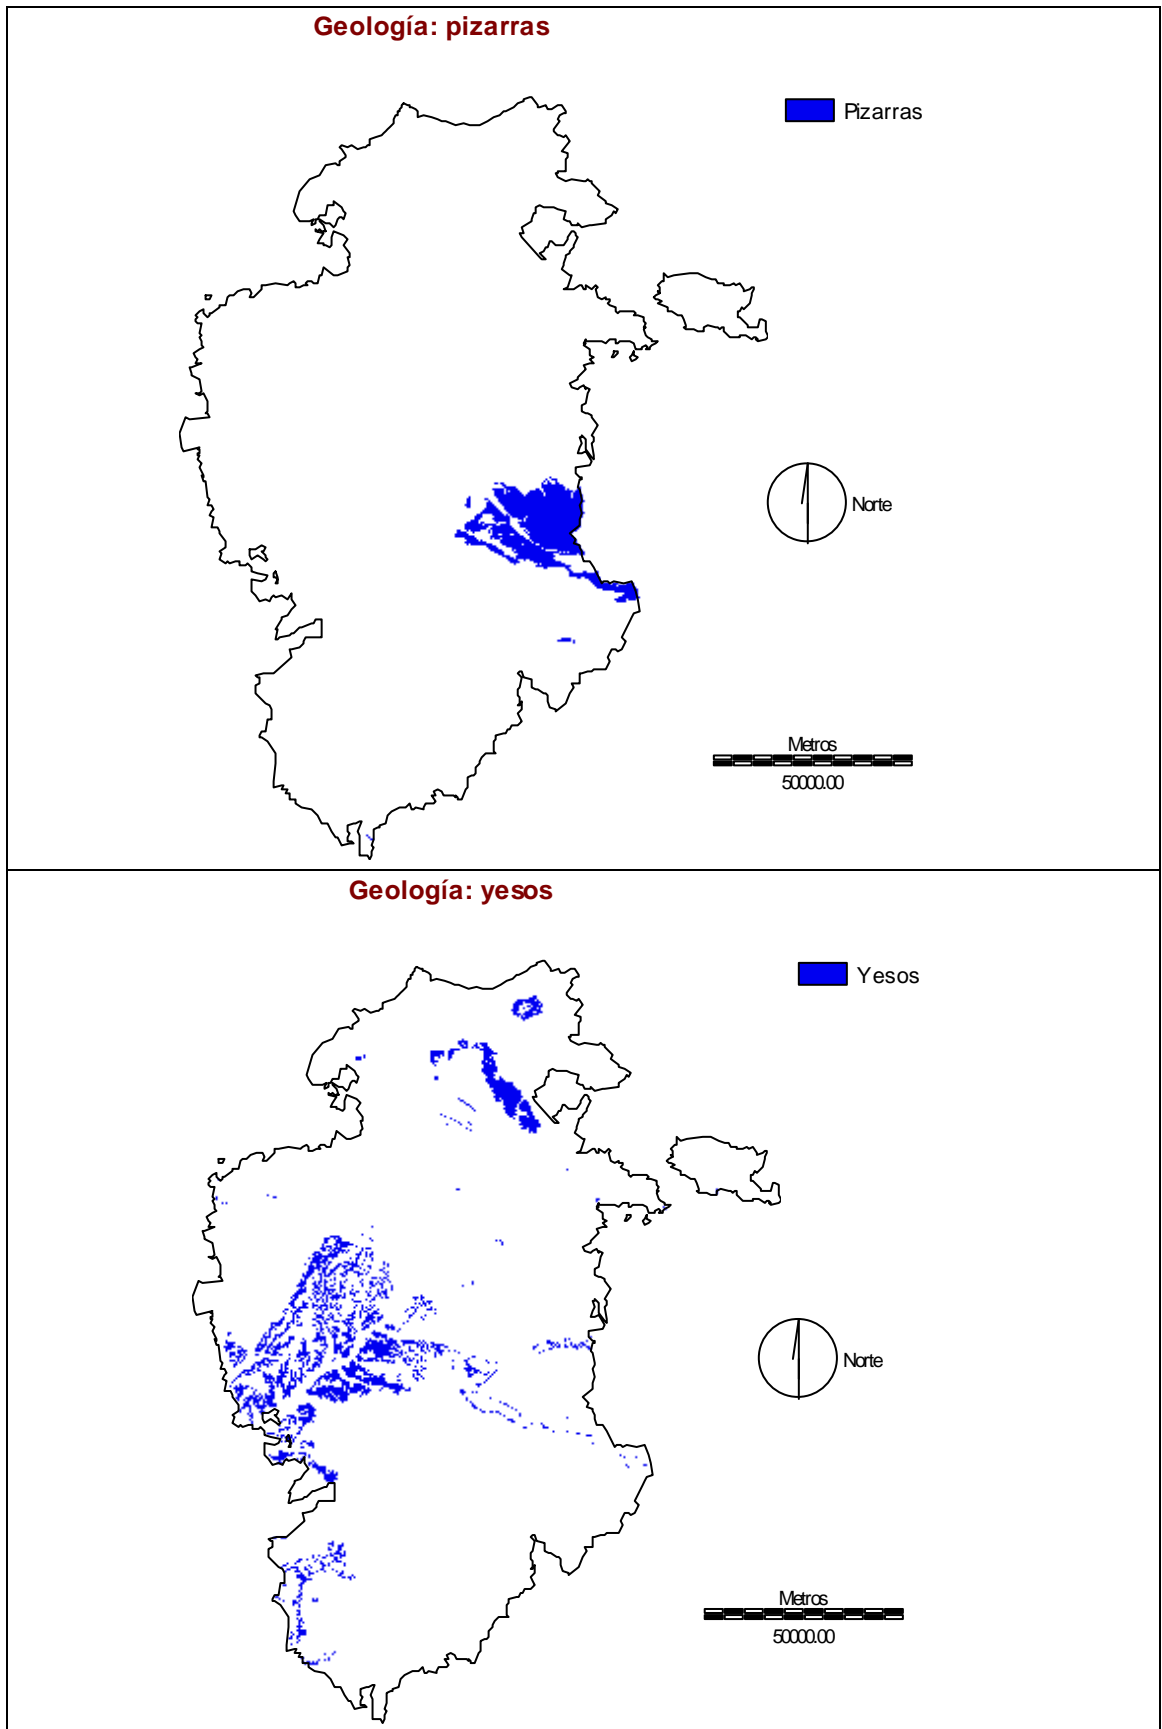 Geología: pizarras
Pizarras
Norte
Metros
50000.00
Geología: yesos
Yesos
Norte
Metros
50000.00